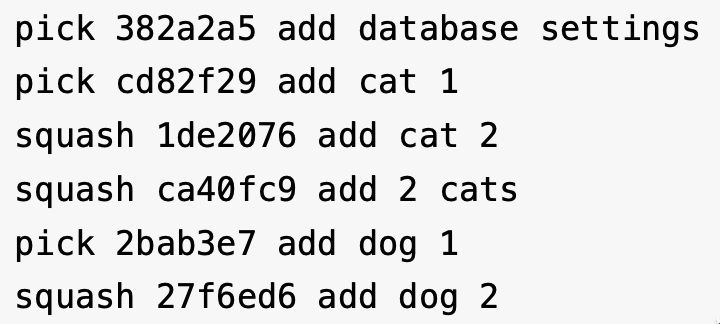 pick 382a2a5 add database settings
pick cd82f29 add cat 1
squash 1de2076 add cat 2
squash ca40fc9 add 2 cats
pick 2bab3e7 add dog 1
squash 27f6ed6 add dog 2